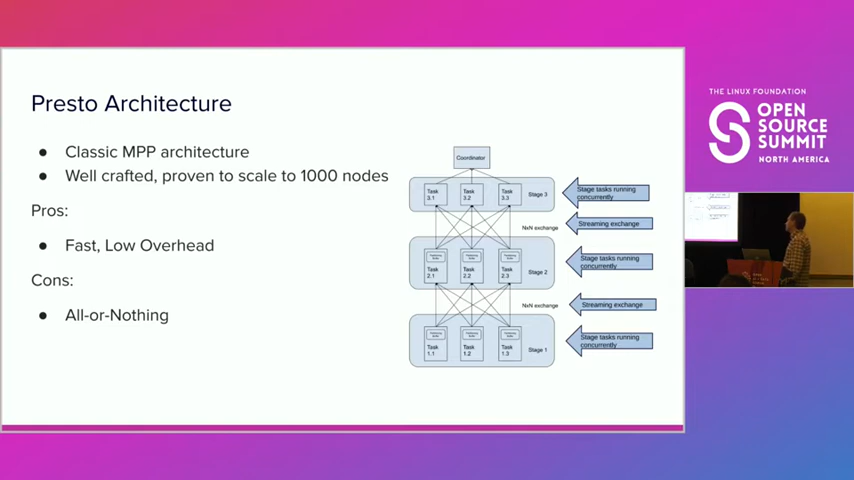 Presto Architecture
● Classic MPP architecture
● Well crafted, proven to scale to 1000 nodes
Pros:
● Fast, Low Overhead
Cons:
● All-or-Nothing
Coordinator
Task 3.1
Task 3.2
Task 3.3
Stage 3
Stage tasks running
concurrently
NxN exchange
Streaming exchange
Task 2.1
Task 2.2
Task 2.3
Stage 2
Stage tasks running
concurrently
NxN exchange
Streaming exchange
Task 1.1
Task 1.2
Task 1.3
Stage 1
Stage tasks running
concurrently
THE LINUX FOUNDATION
OPEN
SOURCE
SUMMIT
NORTH AMERICA